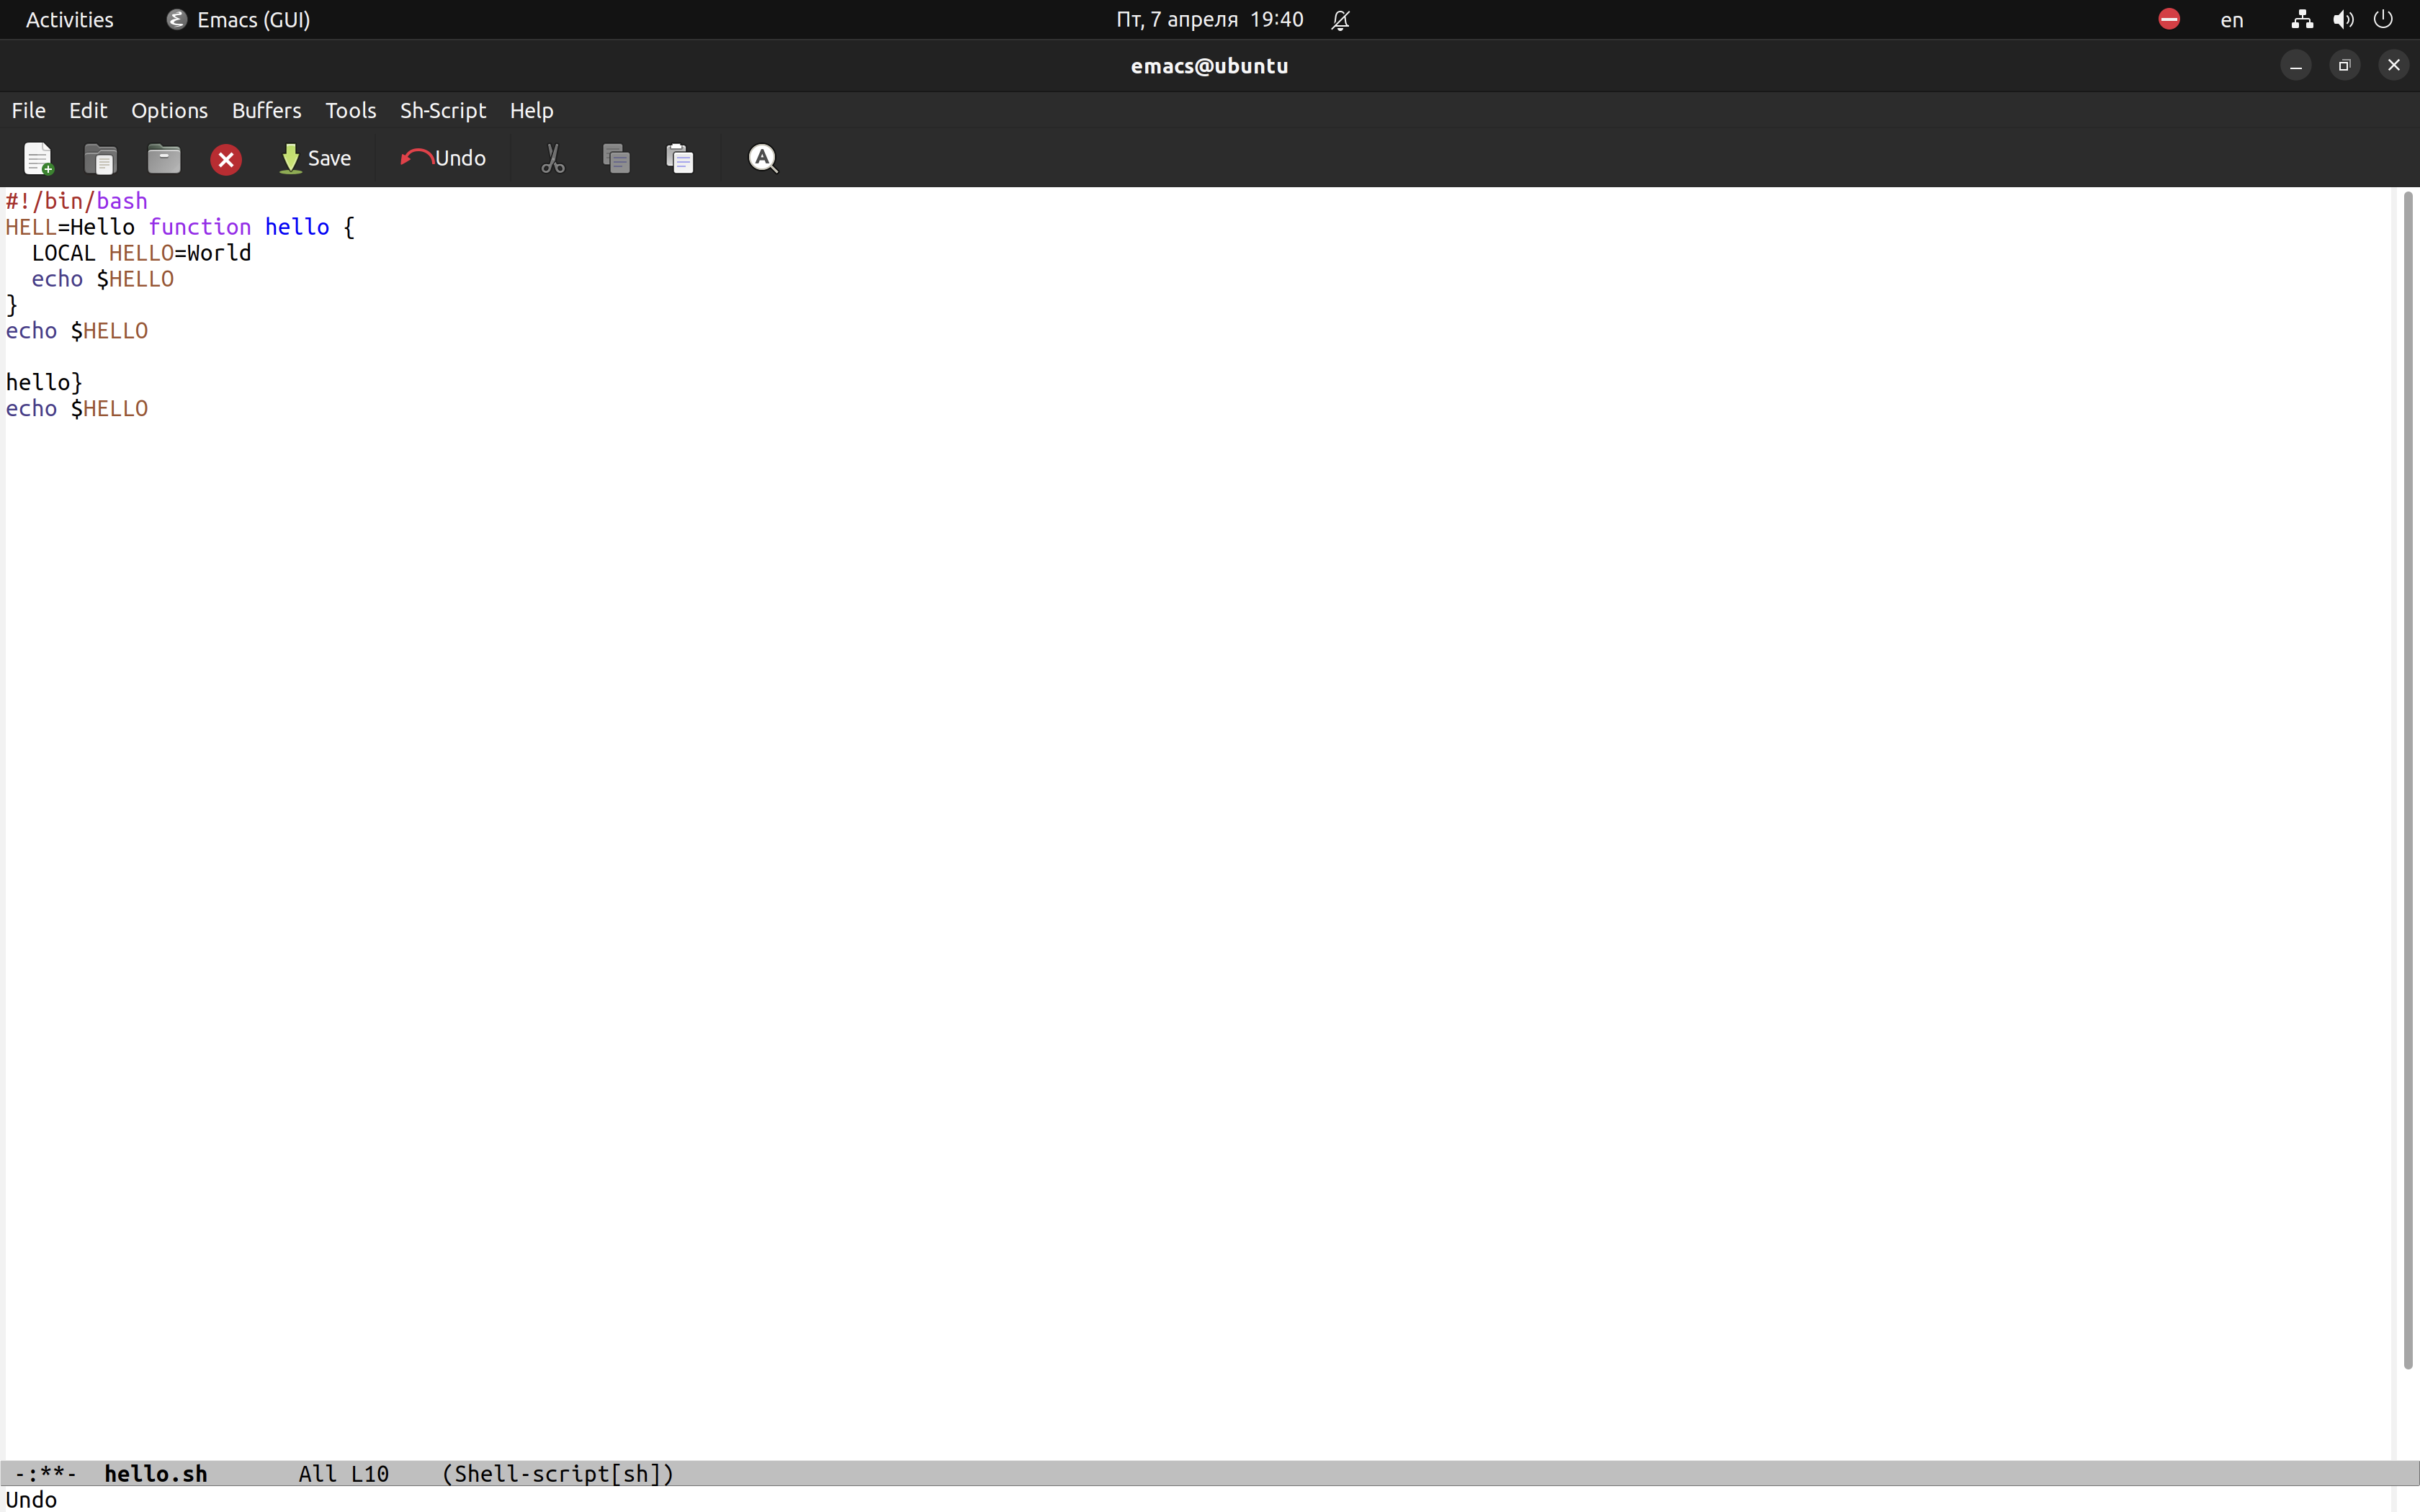 Activities Emacs (GUI) Пт, 7 апреля 19:40 en
emacs@ubuntu
File Edit Options Buffers Tools Sh-Script Help
Save Undo
#!/bin/bash
HELL=Hello function hello {
  LOCAL HELLO=World
  echo $HELLO
}
echo $HELLO
hello}
echo $HELLO
-:**-  hello.sh       All L10    (Shell-script[sh])
Undo